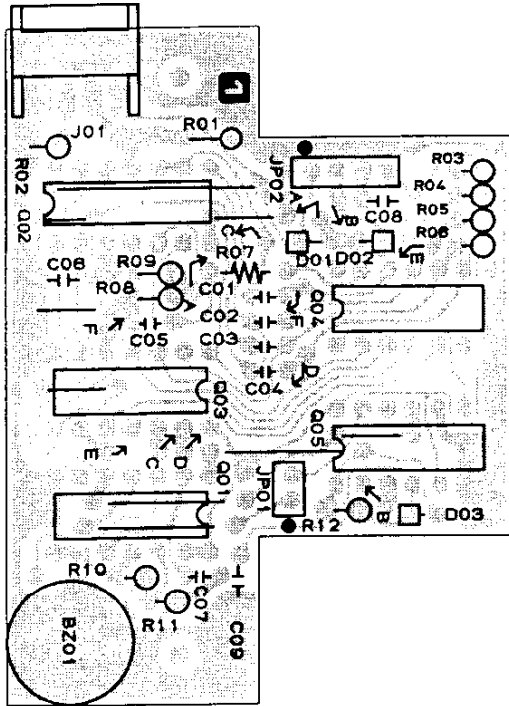 1
J01
R01
R02
Q02
JP02
R03
R04
R05
R06
A
B
C08
C
R07
D01
D02
E
C06
R09
R08
C01
C02
C03
Q04
F
F
C05
C04
D
Q03
Q05
E
C
D
Q01
JP01
R12
B
D03
R10
R11
C07
C09
BZ01